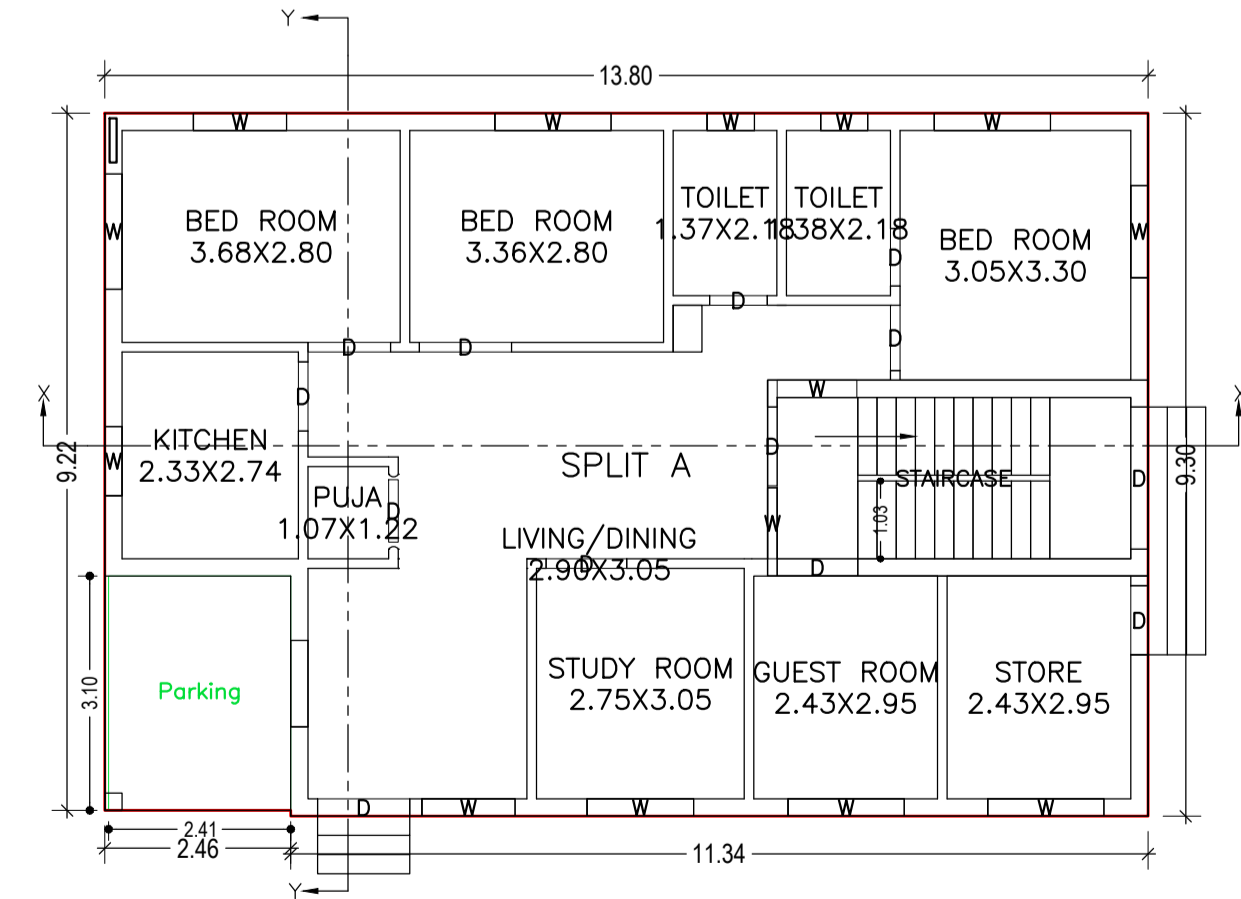 Y
13.80
W
W
W
W
W
BED ROOM
3.68X2.80
BED ROOM
3.36X2.80
TOILET
1.37X2.18
TOILET
1.38X2.18
BED ROOM
3.05X3.30
W
W
D
D
D
D
D
D
W
X
X
9.22
KITCHEN
2.33X2.74
W
D
SPLIT A
STAIRCASE
D
9.30
PUJA
1.07X1.22
D
W
1.03
LIVING/DINING
2.90X3.05
D
D
D
3.10
Parking
STUDY ROOM
2.75X3.05
GUEST ROOM
2.43X2.95
STORE
2.43X2.95
D
W
W
W
W
2.41
2.46
11.34
Y